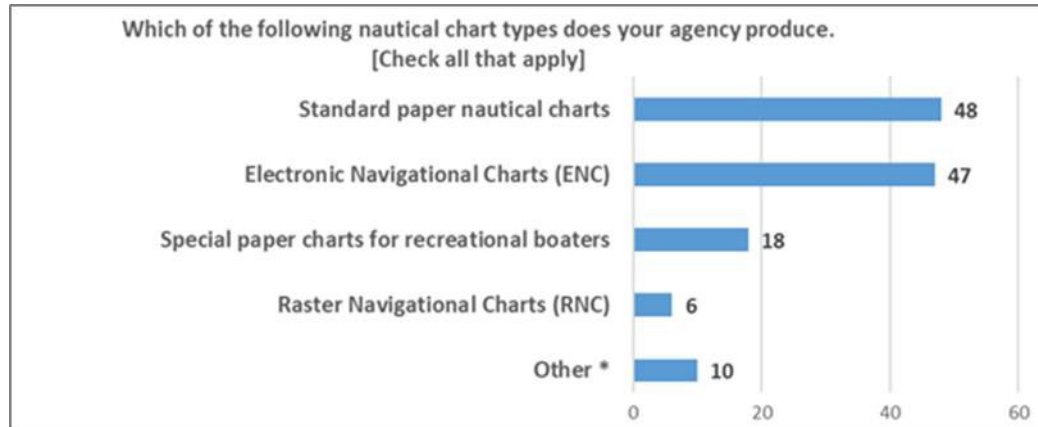 Which of the following nautical chart types does your agency produce.
[Check all that apply]
Standard paper nautical charts 48
Electronic Navigational Charts (ENC) 47
Special paper charts for recreational boaters 18
Raster Navigational Charts (RNC) 6
Other * 10
0 20 40 60